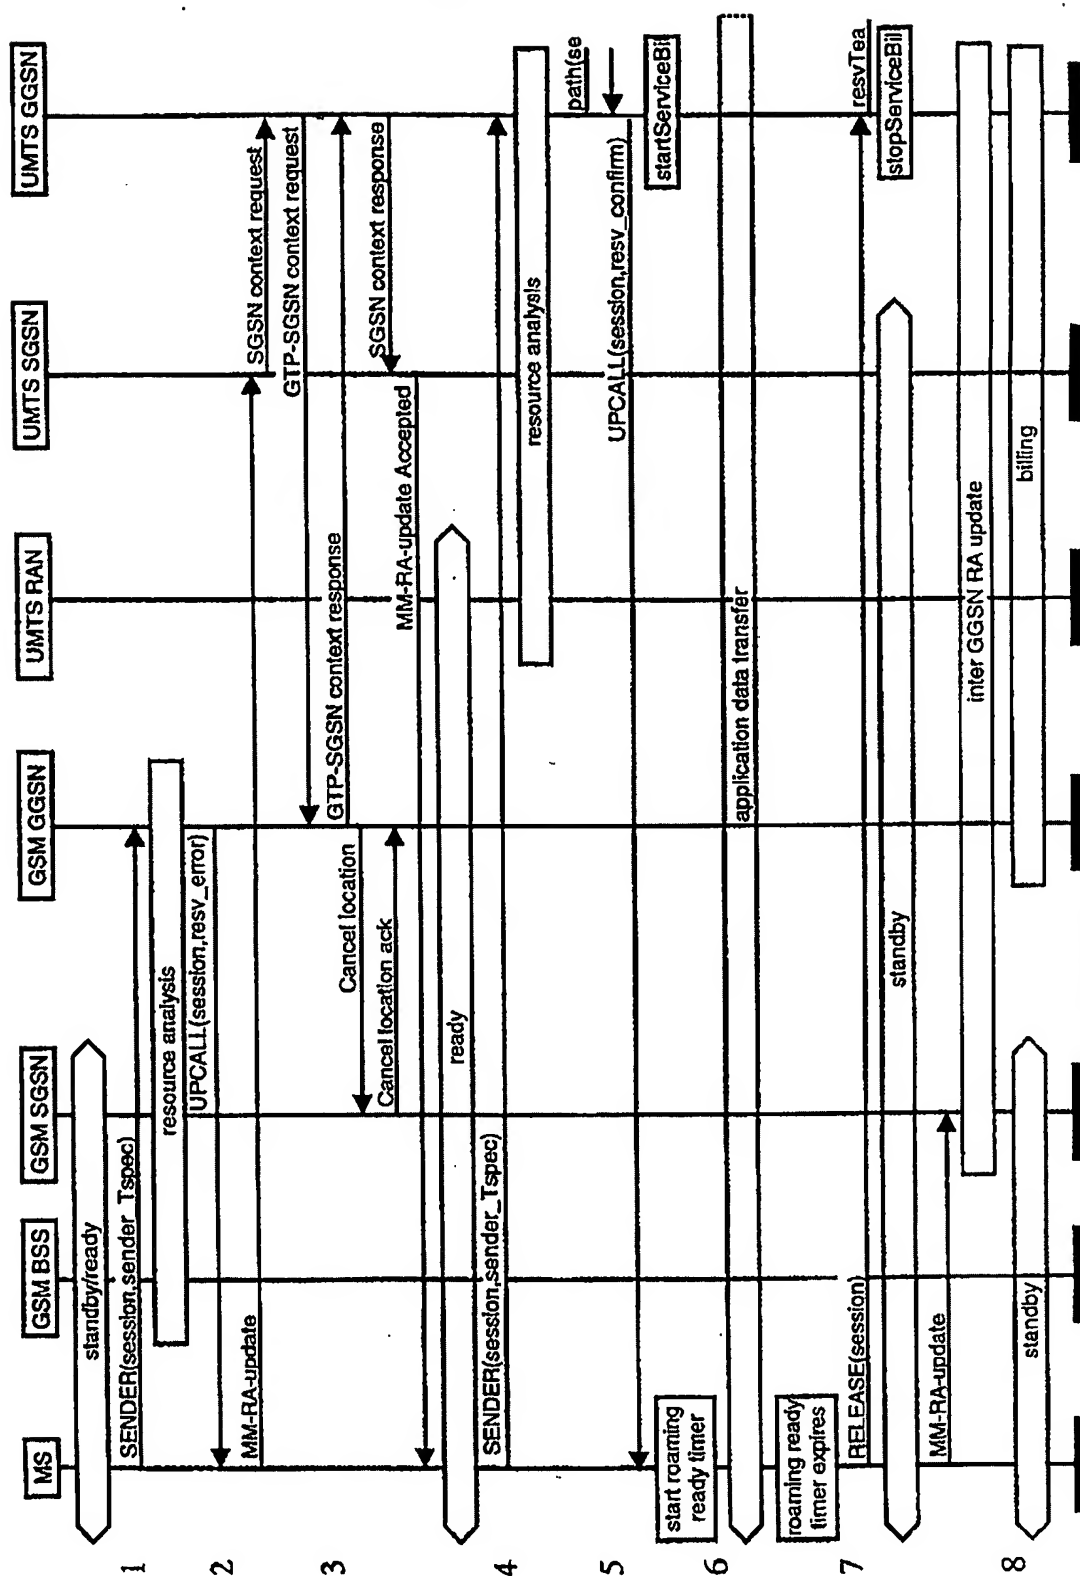 MS
GSM BSS
GSM SGSN
GSM GGSN
UMTS RAN
UMTS SGSN
UMTS GGSN
standby/ready
1
SENDER(session,sender_Tspec)
resource analysis
2
UPCALL(session,resv_error)
MM-RA-update
SGSN context request
GTP-SGSN context request
3
GTP-SGSN context response
Cancel location
SGSN context response
Cancel location ack
MM-RA-update Accepted
ready
4
SENDER(session,sender_Tspec)
resource analysis
path(se
5
UPCALL(session,resv_confirm)
startServiceBil
start roaming
ready timer
6
application data transfer
roaming ready
timer expires
7
RELEASE(session)
resvTea
stopServiceBill
standby
MM-RA-update
inter GGSN RA update
8
standby
billing